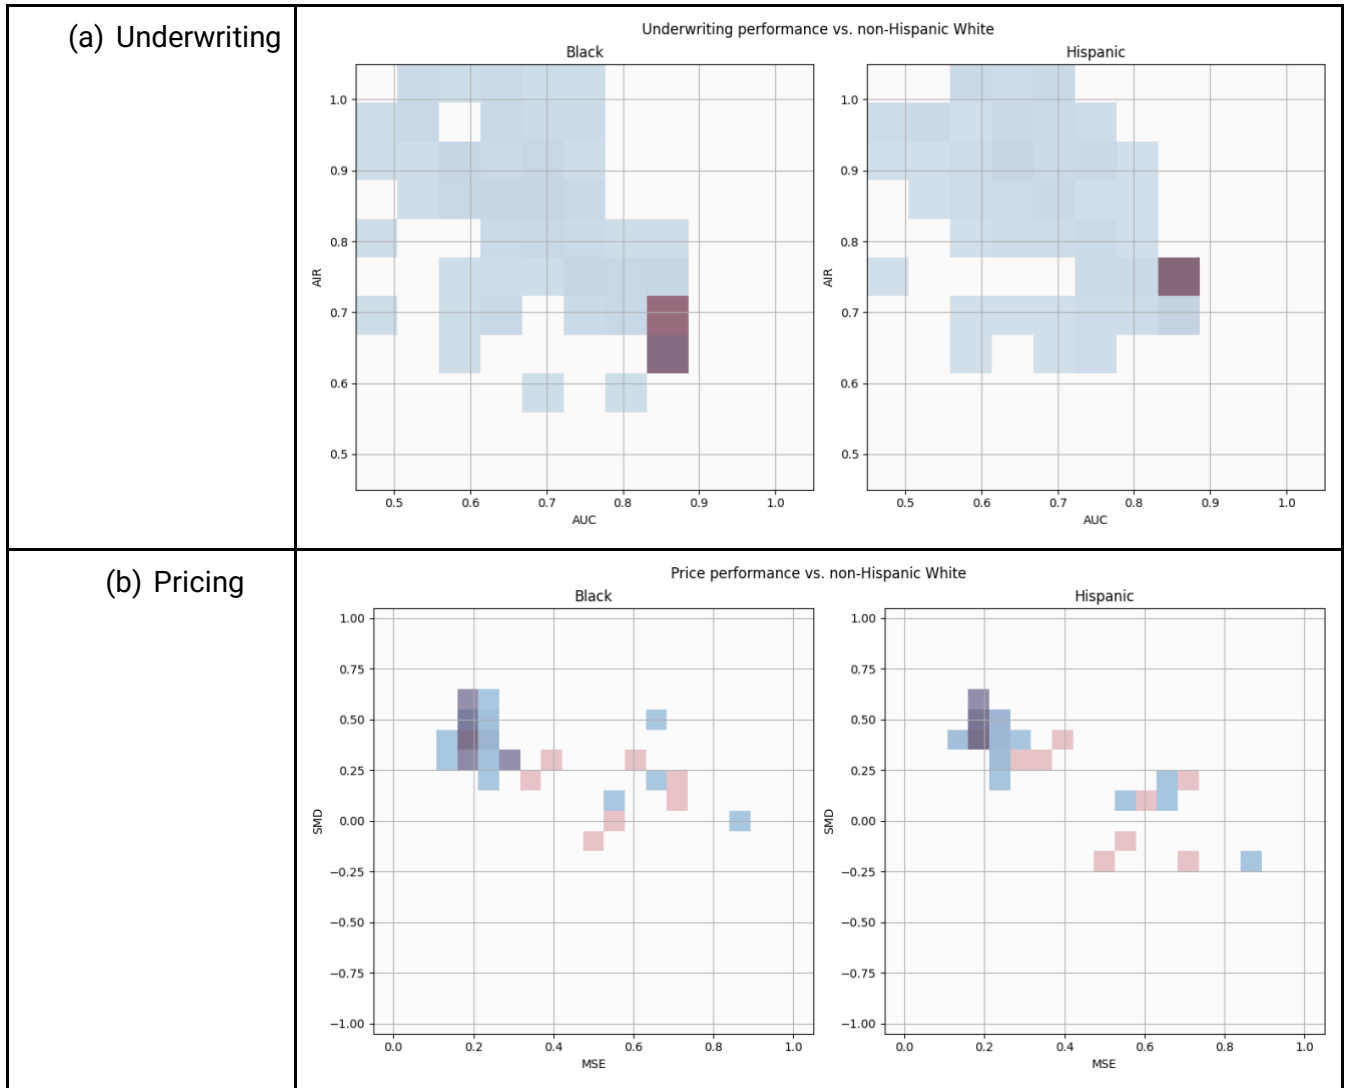 (a) Underwriting
Underwriting performance vs. non-Hispanic White
Black
Hispanic
1.0
0.9
0.8
0.7
0.6
0.5
AIR
0.5 0.6 0.7 0.8 0.9 1.0
AUC
1.0
0.9
0.8
0.7
0.6
0.5
AIR
0.5 0.6 0.7 0.8 0.9 1.0
AUC
(b) Pricing
Price performance vs. non-Hispanic White
Black
Hispanic
1.00
0.75
0.50
0.25
0.00
−0.25
−0.50
−0.75
−1.00
SMD
0.0 0.2 0.4 0.6 0.8 1.0
MSE
1.00
0.75
0.50
0.25
0.00
−0.25
−0.50
−0.75
−1.00
SMD
0.0 0.2 0.4 0.6 0.8 1.0
MSE